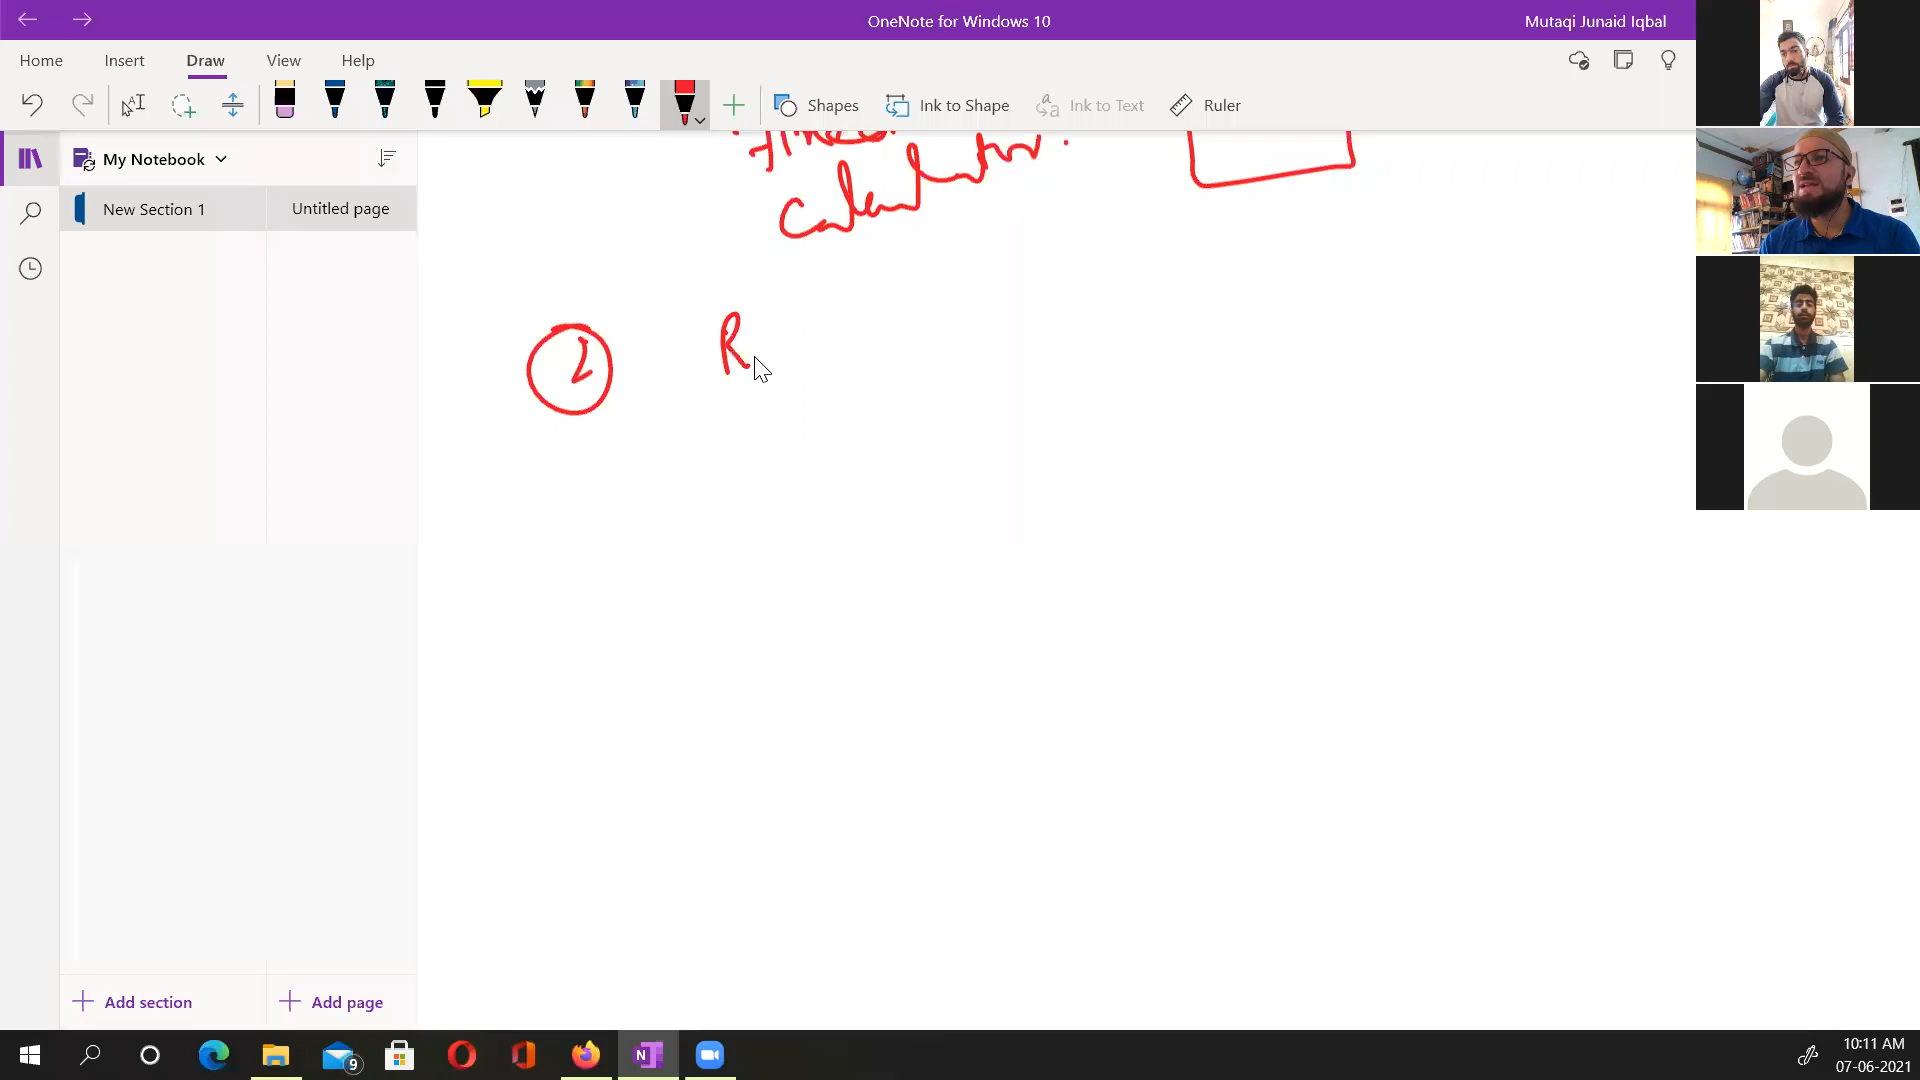 OneNote for Windows 10
Mutaqi Junaid Iqbal
Home Insert Draw View Help
Shapes Ink to Shape Ink to Text Ruler
My Notebook
New Section 1 Untitled page
2 R
Add section Add page
9
10:11 AM
07-06-2021